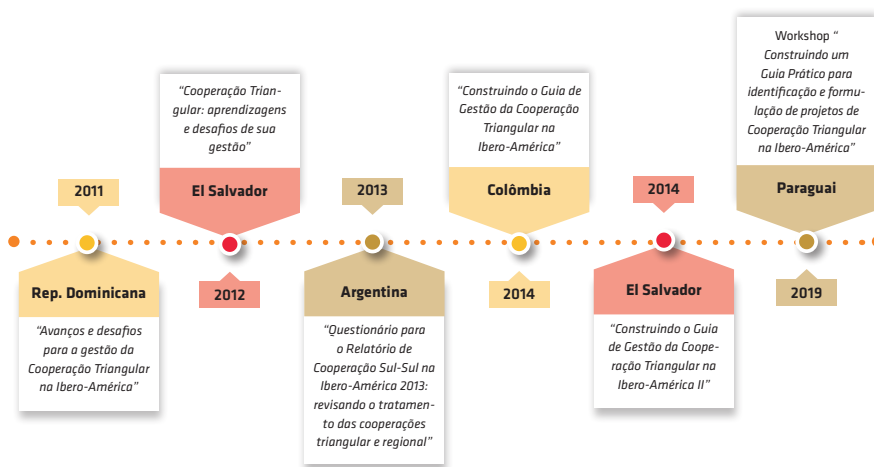 2011
Rep. Dominicana
“Avanços e desafios
para a gestão da
Cooperação Triangular
na Ibero-América”
“Cooperação Trian-
gular: aprendizagens
e desafios de sua
gestão”
El Salvador
2012
2013
Argentina
“Questionário para
o Relatório de
Cooperação Sul-Sul na
Ibero-América 2013:
revisando o tratamen-
to das cooperações
triangular e regional”
“Construindo o Guia de
Gestão da Cooperação
Triangular na
Ibero-América”
Colômbia
2014
2014
El Salvador
“Construindo o Guia
de Gestão da Coope-
ração Triangular na
Ibero-América II”
Workshop “
Construindo um
Guia Prático para
identificação e formu-
lação de projetos de
Cooperação Triangular
na Ibero-América”
Paraguai
2019